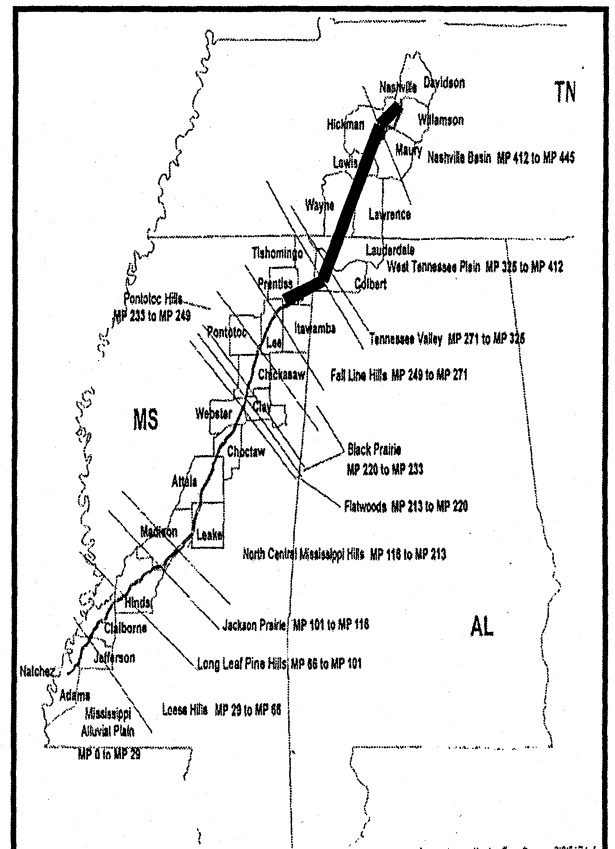 Davidson
Nashville
TN
Hickman
Wilamson
Maury
Nashville Basin MP 412 to MP 445
Lewis
Wayne
Lawrence
Tishomingo
Lauderdale
West Tennessee Plain MP 325 to MP 412
Prentiss
Colbert
Pontotoc Hills
MP 233 to MP 249
Itawamba
Pontotoc
Lee
Tennessee Valley MP 271 to MP 325
Chickasaw
Fall Line Hills MP 249 to MP 271
MS
Webster
Clay
Choctaw
Black Prairie
MP 220 to MP 233
Attala
Flatwoods MP 213 to MP 220
Madison
Leake
North Central Mississippi Hills MP 116 to MP 213
Hinds
Claiborne
Jackson Prairie MP 101 to MP 116
AL
Jefferson
Long Leaf Pine Hills MP 66 to MP 101
Natchez
Adams
Mississippi
Alluvial Plain
Loess Hills MP 29 to MP 66
MP 0 to MP 29